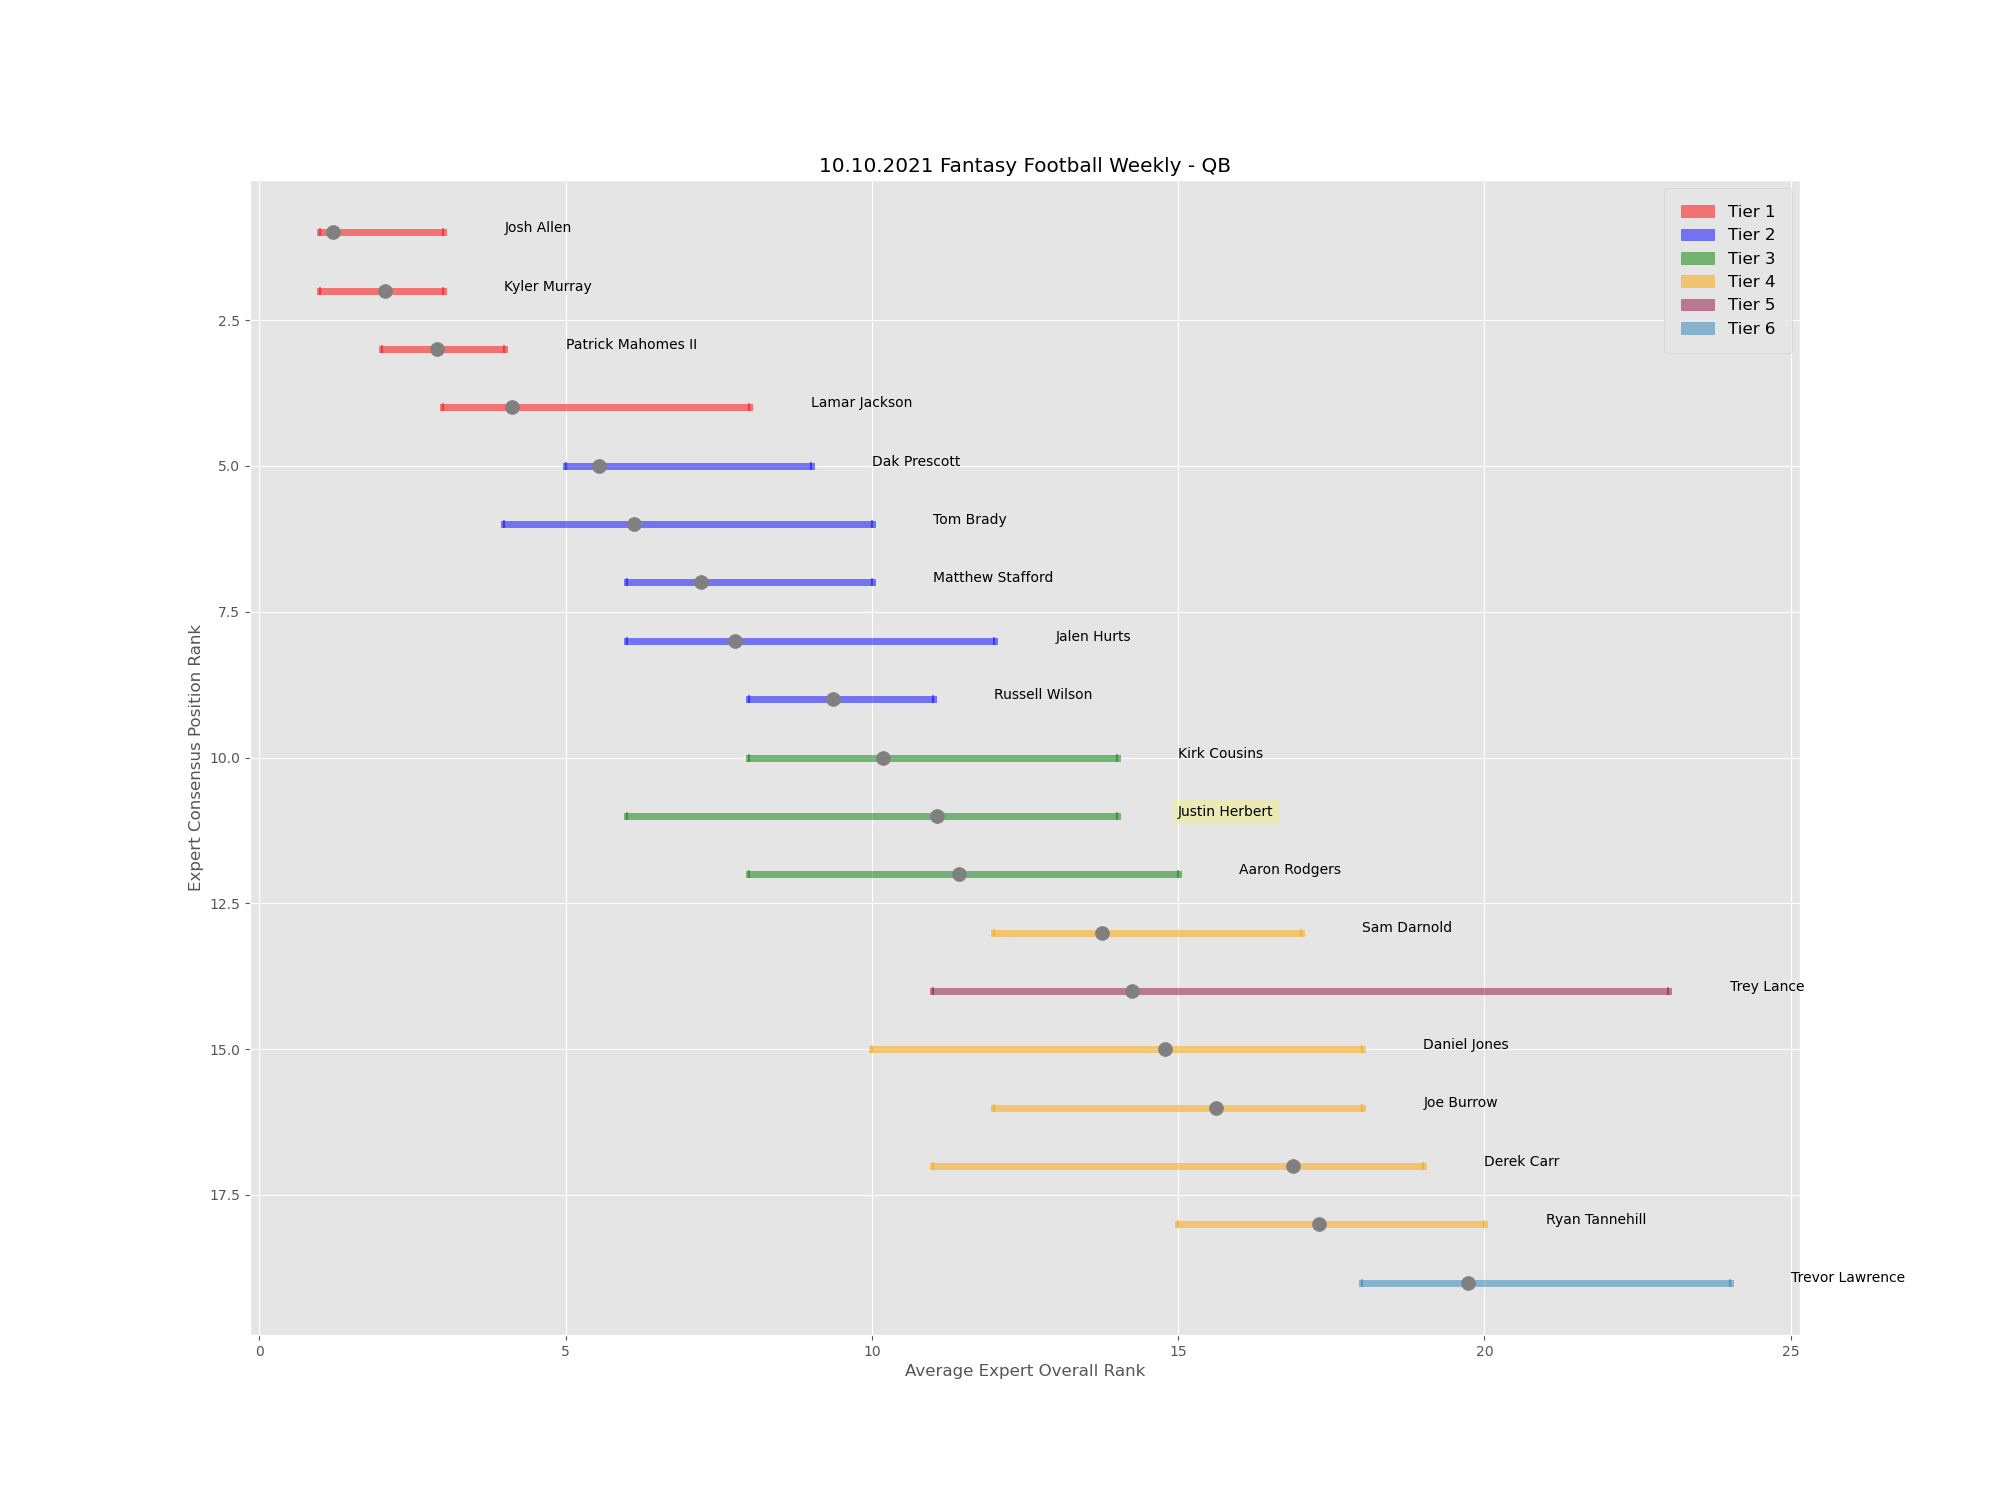 10.10.2021 Fantasy Football Weekly - QB
Tier 1
Tier 2
Tier 3
Tier 4
Tier 5
Tier 6
Josh Allen
Kyler Murray
2.5
Patrick Mahomes II
Lamar Jackson
5.0
Dak Prescott
Tom Brady
Matthew Stafford
7.5
Jalen Hurts
Russell Wilson
Expert Consensus Position Rank
10.0
Kirk Cousins
Justin Herbert
Aaron Rodgers
12.5
Sam Darnold
Trey Lance
15.0
Daniel Jones
Joe Burrow
Derek Carr
17.5
Ryan Tannehill
Trevor Lawrence
0 5 10 15 20 25
Average Expert Overall Rank